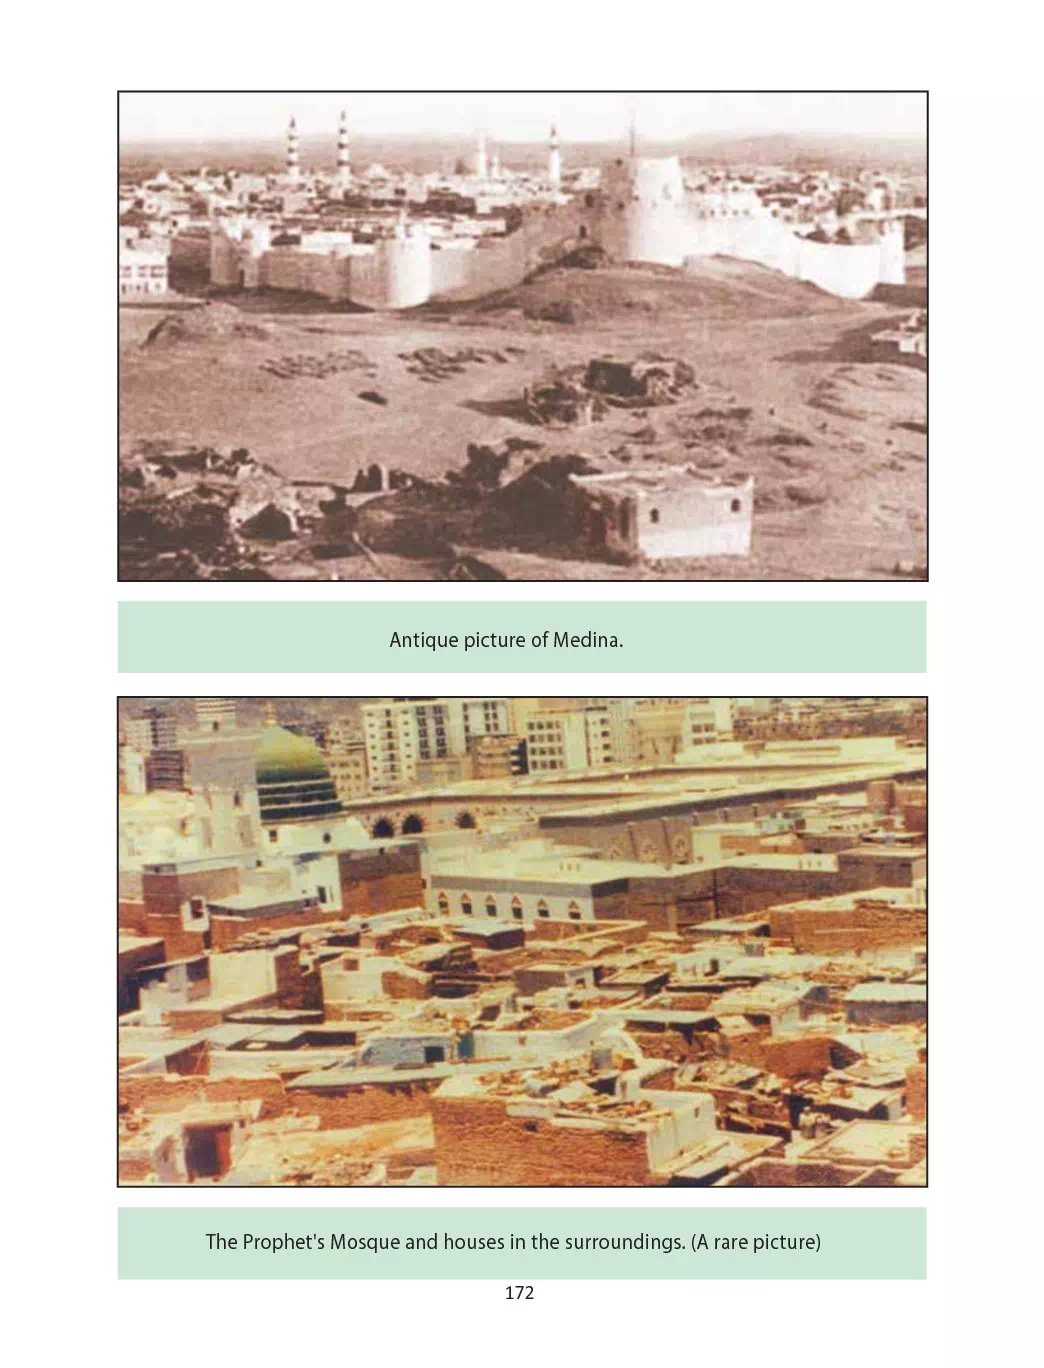 Antique picture of Medina.
The Prophet's Mosque and houses in the surroundings. (A rare picture)
172